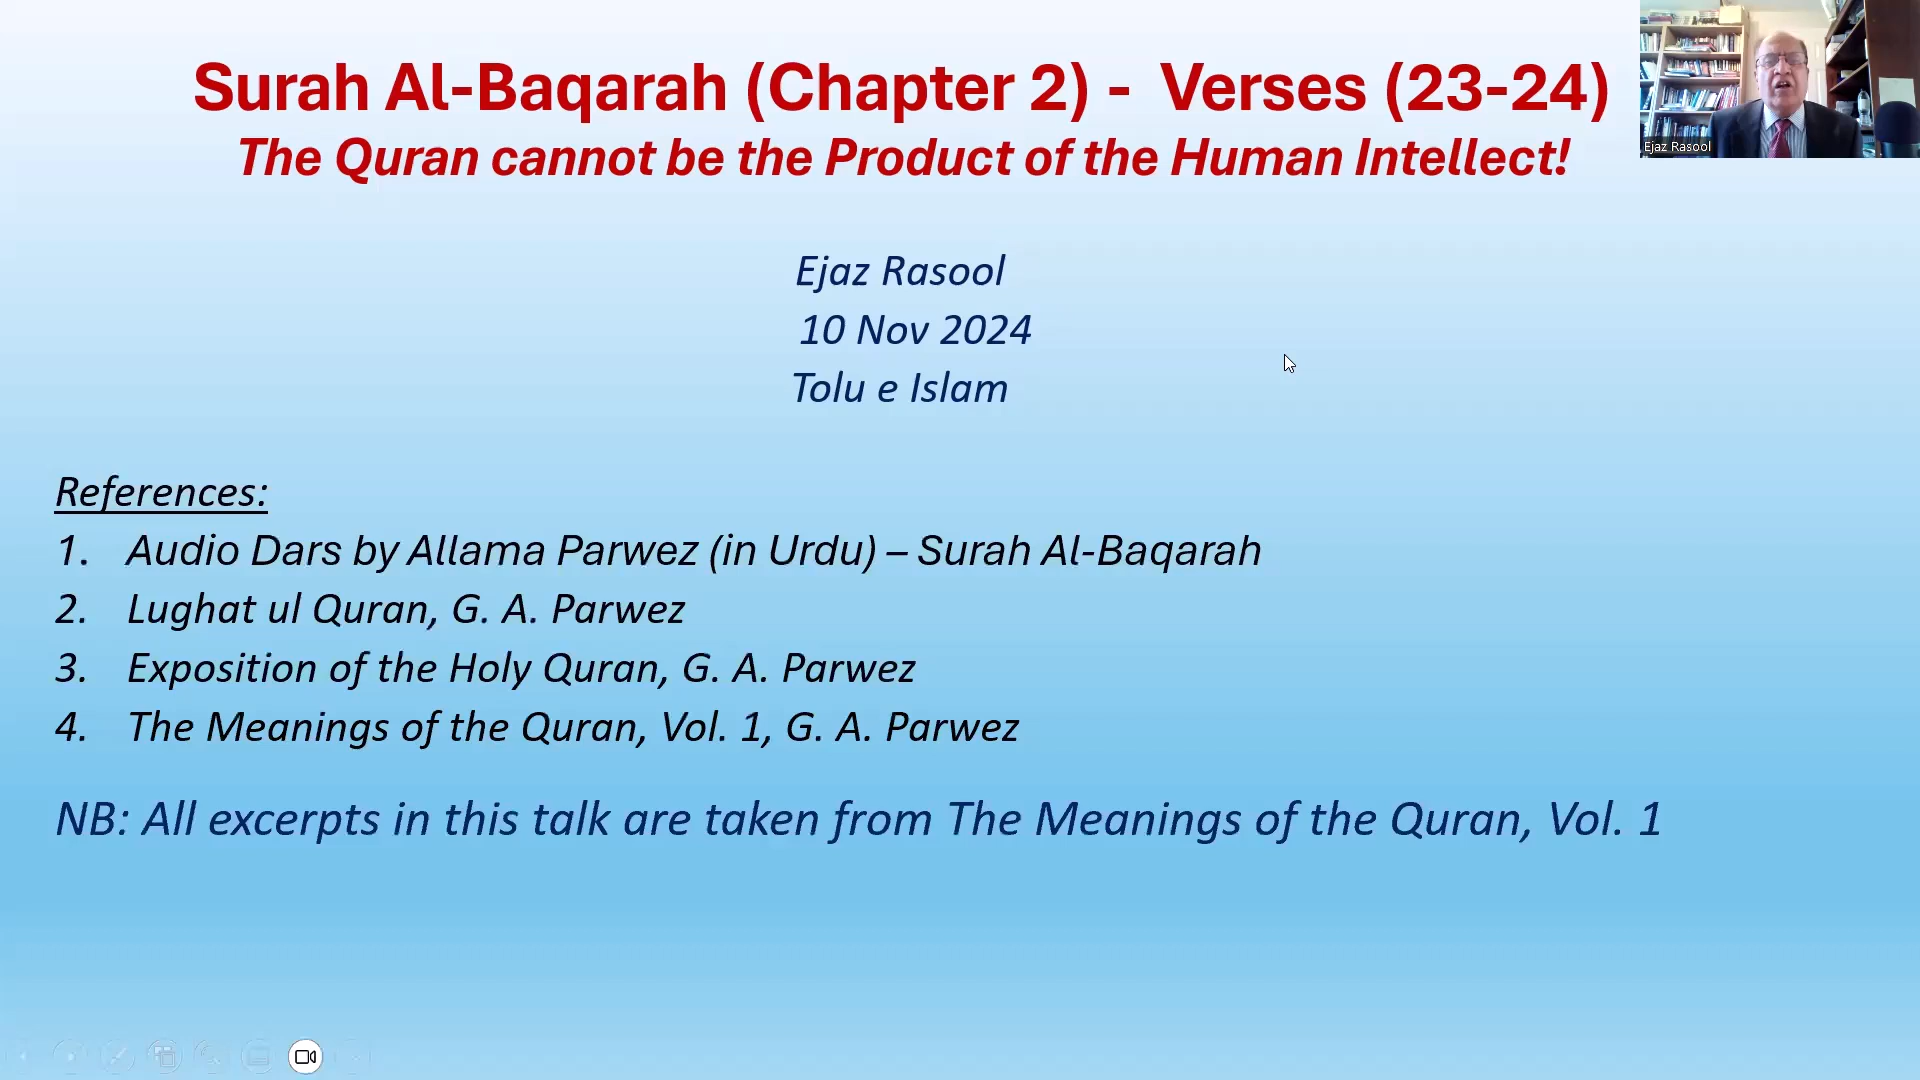 Surah Al-Baqarah (Chapter 2) - Verses (23-24)
The Quran cannot be the Product of the Human Intellect!
Ejaz Rasool
Ejaz Rasool
10 Nov 2024
Tolu e Islam
References:
1. Audio Dars by Allama Parwez (in Urdu) – Surah Al-Baqarah
2. Lughat ul Quran, G. A. Parwez
3. Exposition of the Holy Quran, G. A. Parwez
4. The Meanings of the Quran, Vol. 1, G. A. Parwez
NB: All excerpts in this talk are taken from The Meanings of the Quran, Vol. 1